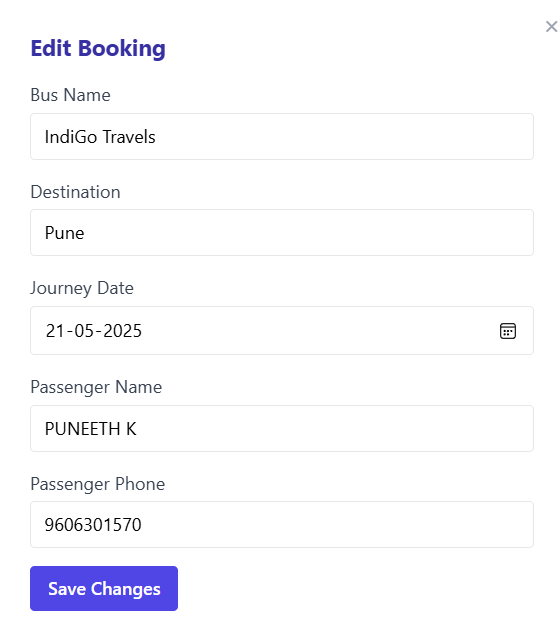 Edit Booking
Bus Name
IndiGo Travels
Destination
Pune
Journey Date
21-05-2025
Passenger Name
PUNEETH K
Passenger Phone
9606301570
Save Changes